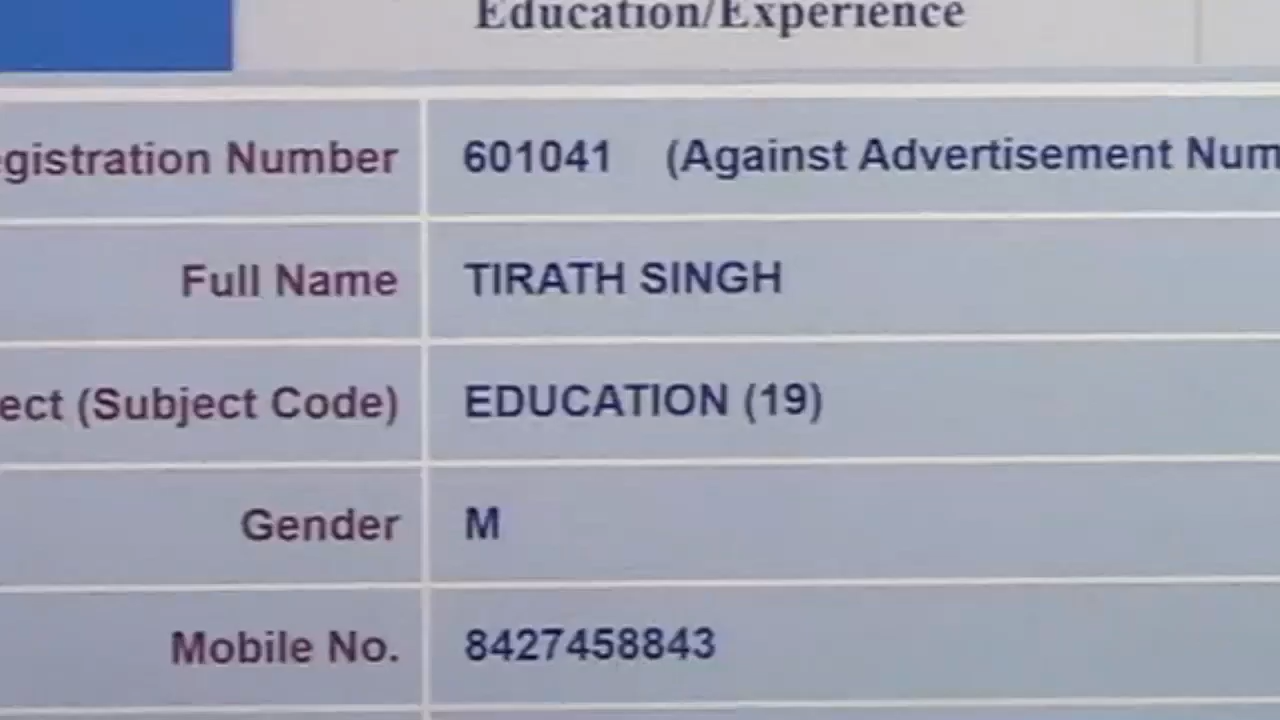 Education/Experience
egistration Number 601041 (Against Advertisement Num
Full Name TIRATH SINGH
ect (Subject Code) EDUCATION (19)
Gender M
Mobile No. 8427458843